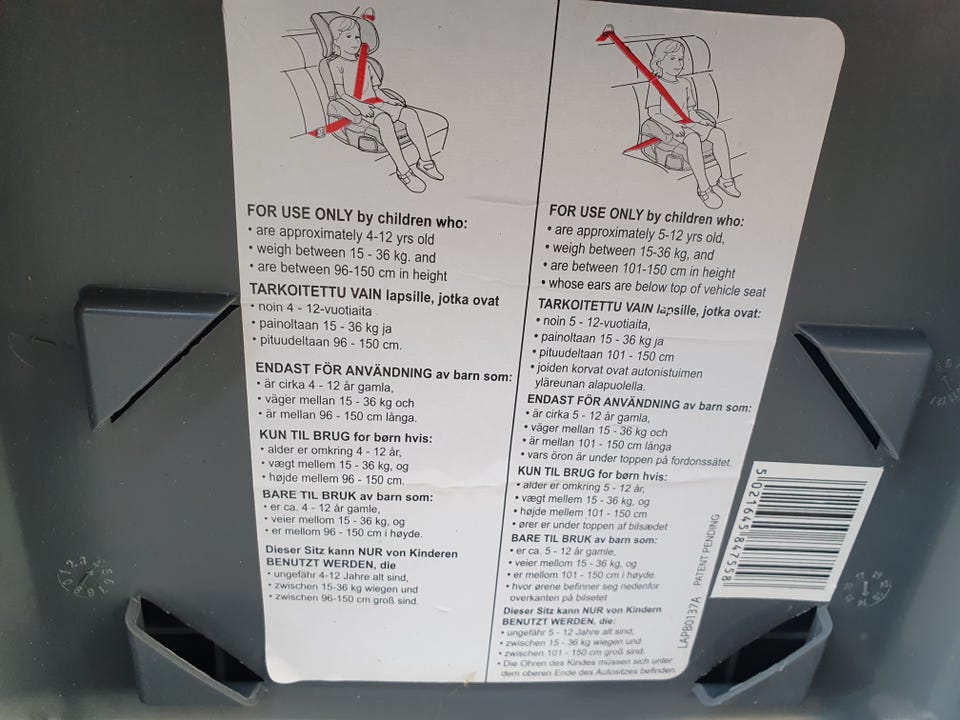 FOR USE ONLY by children who:
• are approximately 4-12 yrs old
• weigh between 15 - 36 kg. and
• are between 96-150 cm in height
TARKOITETTU VAIN lapsille, jotka ovat
• noin 4 - 12-vuotiaita
• painoltaan 15 - 36 kg ja
• pituudeltaan 96 - 150 cm.
ENDAST FÖR ANVÄNDNING av barn som:
• är cirka 4 - 12 år gamla,
• väger mellan 15 - 36 kg och
• är mellan 96 - 150 cm långa.
KUN TIL BRUG for børn hvis:
• alder er omkring 4 - 12 år,
• vægt mellem 15 - 36 kg, og
• højde mellem 96 - 150 cm.
BARE TIL BRUK av barn som:
• er ca. 4 - 12 år gamle,
• veier mellom 15 - 36 kg, og
• er mellom 96 - 150 cm i høyde.
Dieser Sitz kann NUR von Kinderen
BENUTZT WERDEN, die
• ungefähr 4-12 Jahre alt sind,
• zwischen 15-36 kg wiegen und
• zwischen 96-150 cm groß sind.
FOR USE ONLY by children who:
• are approximately 5-12 yrs old,
• weigh between 15-36 kg, and
• are between 101-150 cm in height
• whose ears are below top of vehicle seat
TARKOITETTU VAIN lapsille, jotka ovat:
• noin 5 - 12-vuotiaita,
• painoltaan 15 - 36 kg ja
• pituudeltaan 101 - 150 cm
• joiden korvat ovat autonistuimen
yläreunan alapuolella.
ENDAST FÖR ANVÄNDNING av barn som:
• är cirka 5 - 12 år gamla,
• väger mellan 15 - 36 kg och
• är mellan 101 - 150 cm långa
• vars öron är under toppen på fordonssätet.
KUN TIL BRUG for børn hvis:
• alder er omkring 5 - 12 år,
• vægt mellem 15 - 36 kg, og
• højde mellem 101 - 150 cm
• ører er under toppen af bilsædet
BARE TIL BRUK av barn som:
• er ca. 5 - 12 år gamle,
• veier mellom 15 - 36 kg, og
• er mellom 101 - 150 cm i høyde.
• hvor ørene befinner seg nedenfor
overkanten på bilsetet
Dieser Sitz kann NUR von Kindern
BENUTZT WERDEN, die:
• ungefähr 5 - 12 Jahre alt sind,
• zwischen 15 - 36 kg wiegen und
• zwischen 101 - 150 cm groß sind.
• Die Ohren des Kindes müssen sich unter
dem oberen Ende des Autositzes befinden.
LAPB0137A PATENT PENDING
5 021645 847558